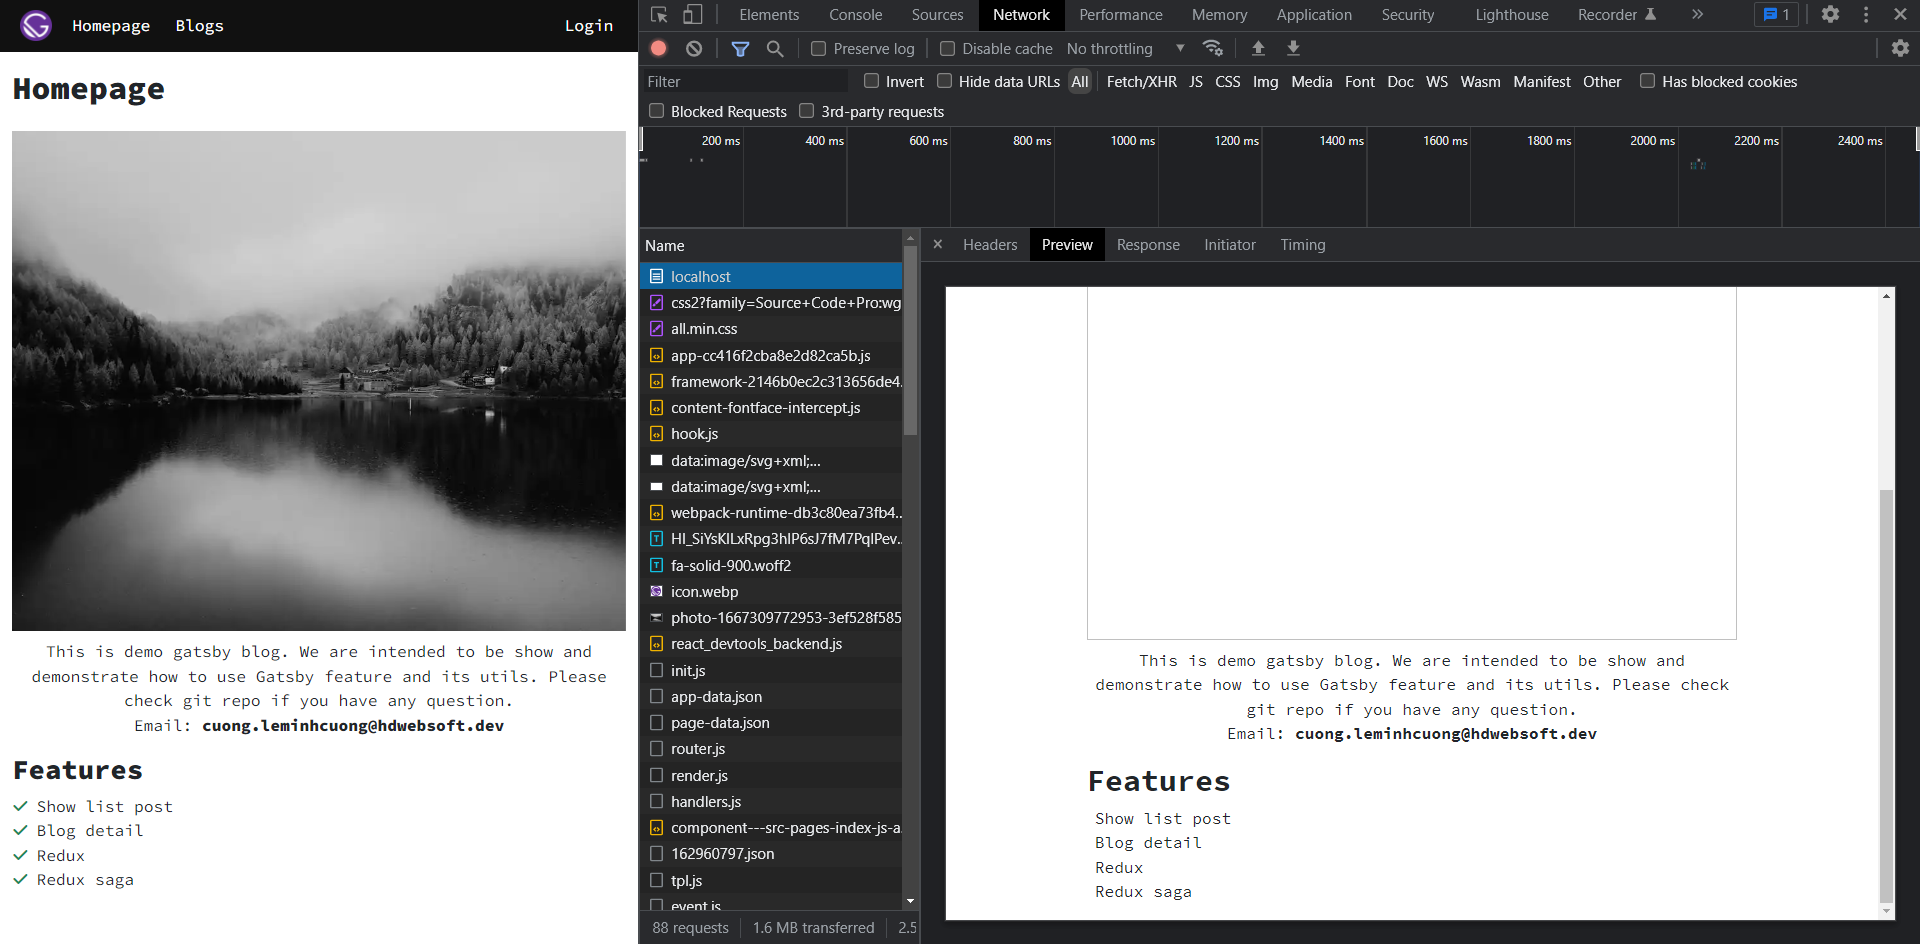 Homepage Blogs Login
Homepage
This is demo gatsby blog. We are intended to be show and
demonstrate how to use Gatsby feature and its utils. Please
check git repo if you have any question.
Email: cuong.leminhcuong@hdwebsoft.dev
Features
Show list post
Blog detail
Redux
Redux saga
Elements Console Sources Network Performance Memory Application Security Lighthouse Recorder 1
Preserve log Disable cache No throttling
Filter Invert Hide data URLs All Fetch/XHR JS CSS Img Media Font Doc WS Wasm Manifest Other Has blocked cookies
Blocked Requests 3rd-party requests
200 ms 400 ms 600 ms 800 ms 1000 ms 1200 ms 1400 ms 1600 ms 1800 ms 2000 ms 2200 ms 2400 ms
Name
localhost
css2?family=Source+Code+Pro:wg
all.min.css
app-cc416f2cba8e2d82ca5b.js
framework-2146b0ec2c313656de4.
content-fontface-intercept.js
hook.js
data:image/svg+xml;...
data:image/svg+xml;...
webpack-runtime-db3c80ea73fb4..
fa-solid-900.woff2
icon.webp
photo-1667309772953-3ef528f585
react_devtools_backend.js
init.js
app-data.json
page-data.json
router.js
render.js
handlers.js
component---src-pages-index-js-a.
162960797.json
tpl.js
event.js
88 requests 1.6 MB transferred 2.5
Headers Preview Response Initiator Timing
This is demo gatsby blog. We are intended to be show and
demonstrate how to use Gatsby feature and its utils. Please check
git repo if you have any question.
Email: cuong.leminhcuong@hdwebsoft.dev
Features
Show list post
Blog detail
Redux
Redux saga